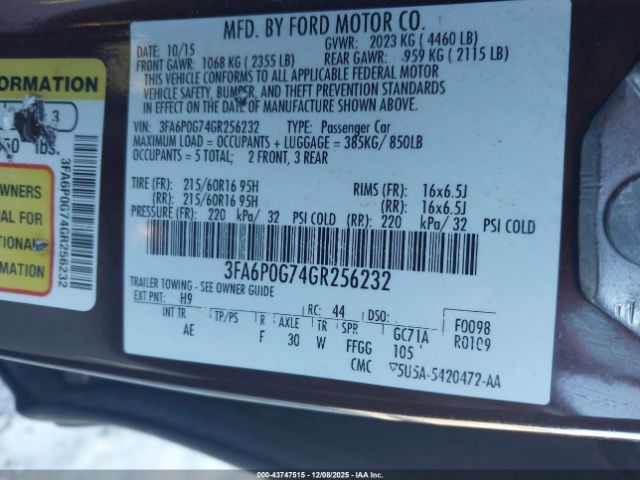 MFD. BY FORD MOTOR CO.
DATE: 10/15
GVWR: 2023 KG ( 4460 LB)
FRONT GAWR: 1068 KG ( 2355 LB)
REAR GAWR: 959 KG ( 2115 LB)
THIS VEHICLE CONFORMS TO ALL APPLICABLE FEDERAL MOTOR
VEHICLE SAFETY, BUMPER, AND THEFT PREVENTION STANDARDS
IN EFFECT ON THE DATE OF MANUFACTURE SHOWN ABOVE.
VIN: 3FA6P0G74GR256232 TYPE: Passenger Car
MAXIMUM LOAD = OCCUPANTS + LUGGAGE = 385KG/ 850LB
OCCUPANTS = 5 TOTAL; 2 FRONT, 3 REAR
TIRE (FR): 215/60R16 95H RIMS (FR): 16x6.5J
(RR): 215/60R16 95H (RR): 16x6.5J
PRESSURE (FR): 220 kPa/ 32 PSI COLD (RR): 220 kPa/ 32 PSI COLD
3FA6P0G74GR256232
TRAILER TOWING - SEE OWNER GUIDE
EXT PNT: H9 RC: 44 DSO:
F0098
R0109
INT TR TP/PS R AXLE TR SPR GC71A
AE F 30 W FFGG 105
CMC 5U5A-5420472-AA
FORMATION
3
lbs.
OWNERS
IAL FOR
TIONAL
MATION
3FA6P0G74GR256232
© IAAI - 43747515 - 12/08/2025 - IAAI.COM